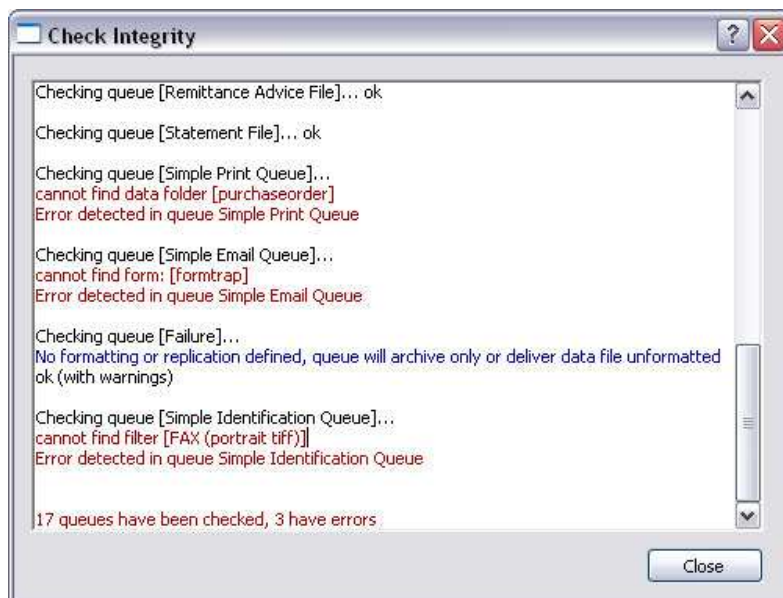 Check Integrity
Checking queue [Remittance Advice File]... ok
Checking queue [Statement File]... ok
Checking queue [Simple Print Queue]...
cannot find data folder [purchaseorder]
Error detected in queue Simple Print Queue
Checking queue [Simple Email Queue]...
cannot find form: [formtrap]
Error detected in queue Simple Email Queue
Checking queue [Failure]...
No formatting or replication defined, queue will archive only or deliver data file unformatted
ok (with warnings)
Checking queue [Simple Identification Queue]...
cannot find filter [FAX (portrait tiff)]
Error detected in queue Simple Identification Queue
17 queues have been checked, 3 have errors
Close